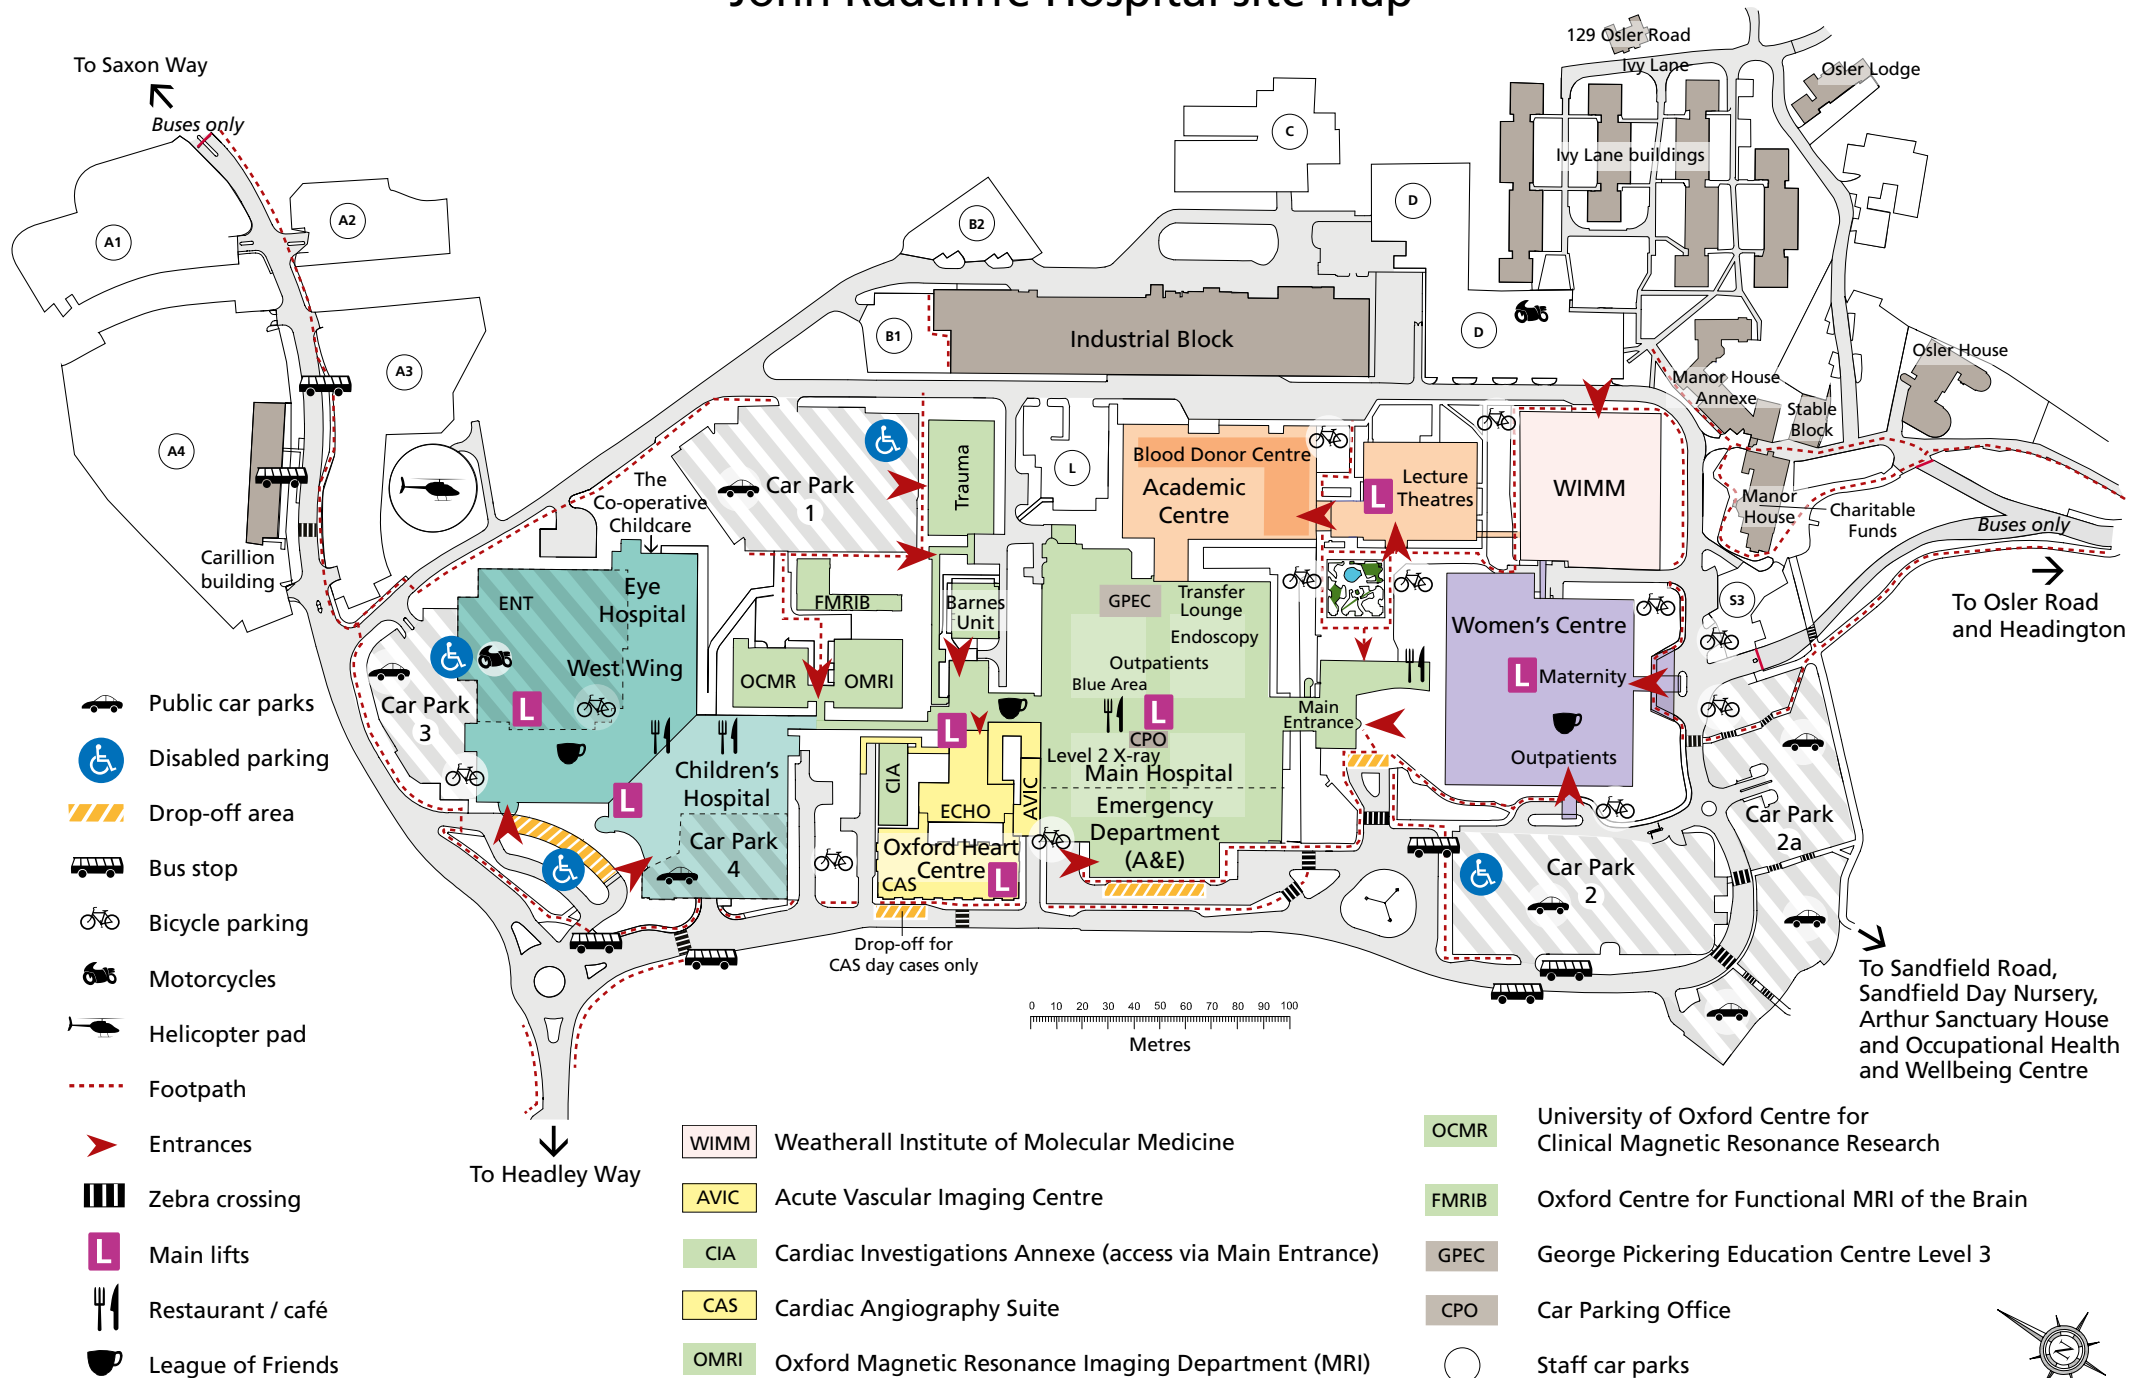 John Radcliffe Hospital site map
To Saxon Way
Buses only
A1
A2
A3
A4
B2
B1
C
D
D
129 Osler Road
Ivy Lane
Osler Lodge
Ivy Lane buildings
Industrial Block
Osler House
Manor House
Annexe
Stable
Block
Manor
House
Charitable
Funds
Buses only
To Osler Road
and Headington
Carillion
building
The
Co-operative
Childcare
Car Park
1
Trauma
L
Blood Donor Centre
Academic
Centre
Lecture
Theatres
L
WIMM
S3
ENT
Eye
Hospital
West Wing
L
FMRIB
Barnes
Unit
OCMR
OMRI
GPEC
Transfer
Lounge
Endoscopy
Outpatients
Blue Area
L
CPO
Level 2 X-ray
Main Hospital
Emergency
Department
(A&E)
Main
Entrance
Women's Centre
L
Maternity
Outpatients
Car Park
3
L
Children's
Hospital
Car Park
4
L
CIA
AVIC
ECHO
Oxford Heart
Centre
L
CAS
Drop-off for
CAS day cases only
Car Park
2
Car Park
2a
To Sandfield Road,
Sandfield Day Nursery,
Arthur Sanctuary House
and Occupational Health
and Wellbeing Centre
0 10 20 30 40 50 60 70 80 90 100
Metres
To Headley Way
Public car parks
Disabled parking
Drop-off area
Bus stop
Bicycle parking
Motorcycles
Helicopter pad
Footpath
Entrances
Zebra crossing
L
Main lifts
Restaurant / café
League of Friends
WIMM
Weatherall Institute of Molecular Medicine
AVIC
Acute Vascular Imaging Centre
CIA
Cardiac Investigations Annexe (access via Main Entrance)
CAS
Cardiac Angiography Suite
OMRI
Oxford Magnetic Resonance Imaging Department (MRI)
OCMR
University of Oxford Centre for
Clinical Magnetic Resonance Research
FMRIB
Oxford Centre for Functional MRI of the Brain
GPEC
George Pickering Education Centre Level 3
CPO
Car Parking Office
Staff car parks
N